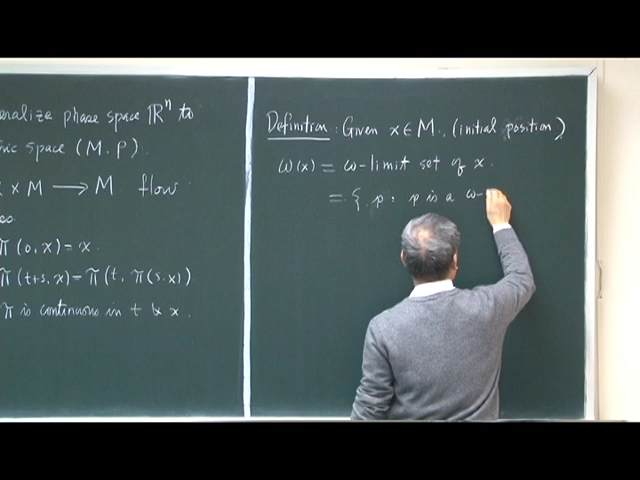 eralize phase space ℝⁿ to
ric space (M, ρ).
× M ⟶ M flow
π(0, x) = x.
π(t+s, x) = π(t, π(s, x))
π is continuous in t & x.
Definition: Given x ∈ M, (initial position)
ω(x) = ω-limit set of x.
= { p : p is a ω-